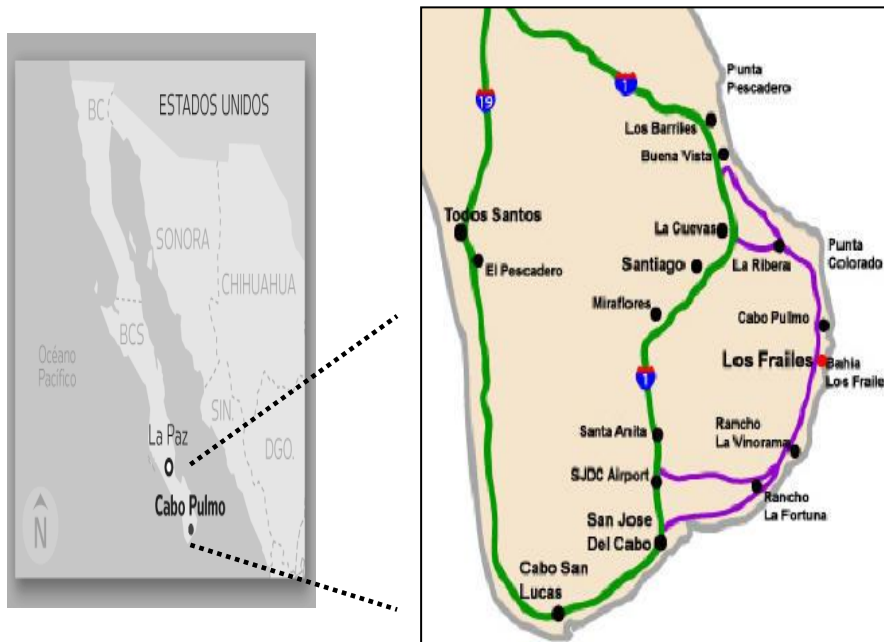 BC
ESTADOS UNIDOS
SONORA
CHIHUAHUA
BCS
Océano
Pacífico
SIN.
La Paz
DGO.
Cabo Pulmo
N
19
1
Punta
Pescadero
Los Barriles
Buena Vista
Todos Santos
El Pescadero
La Cuevas
Santiago
La Ribera
Punta
Colorado
Miraflores
Cabo Pulmo
Los Frailes
Bahia
Los Fraile
1
Santa Anita
Rancho
La Vinorama
SJDC Airport
Rancho
La Fortuna
San Jose
Del Cabo
Cabo San
Lucas